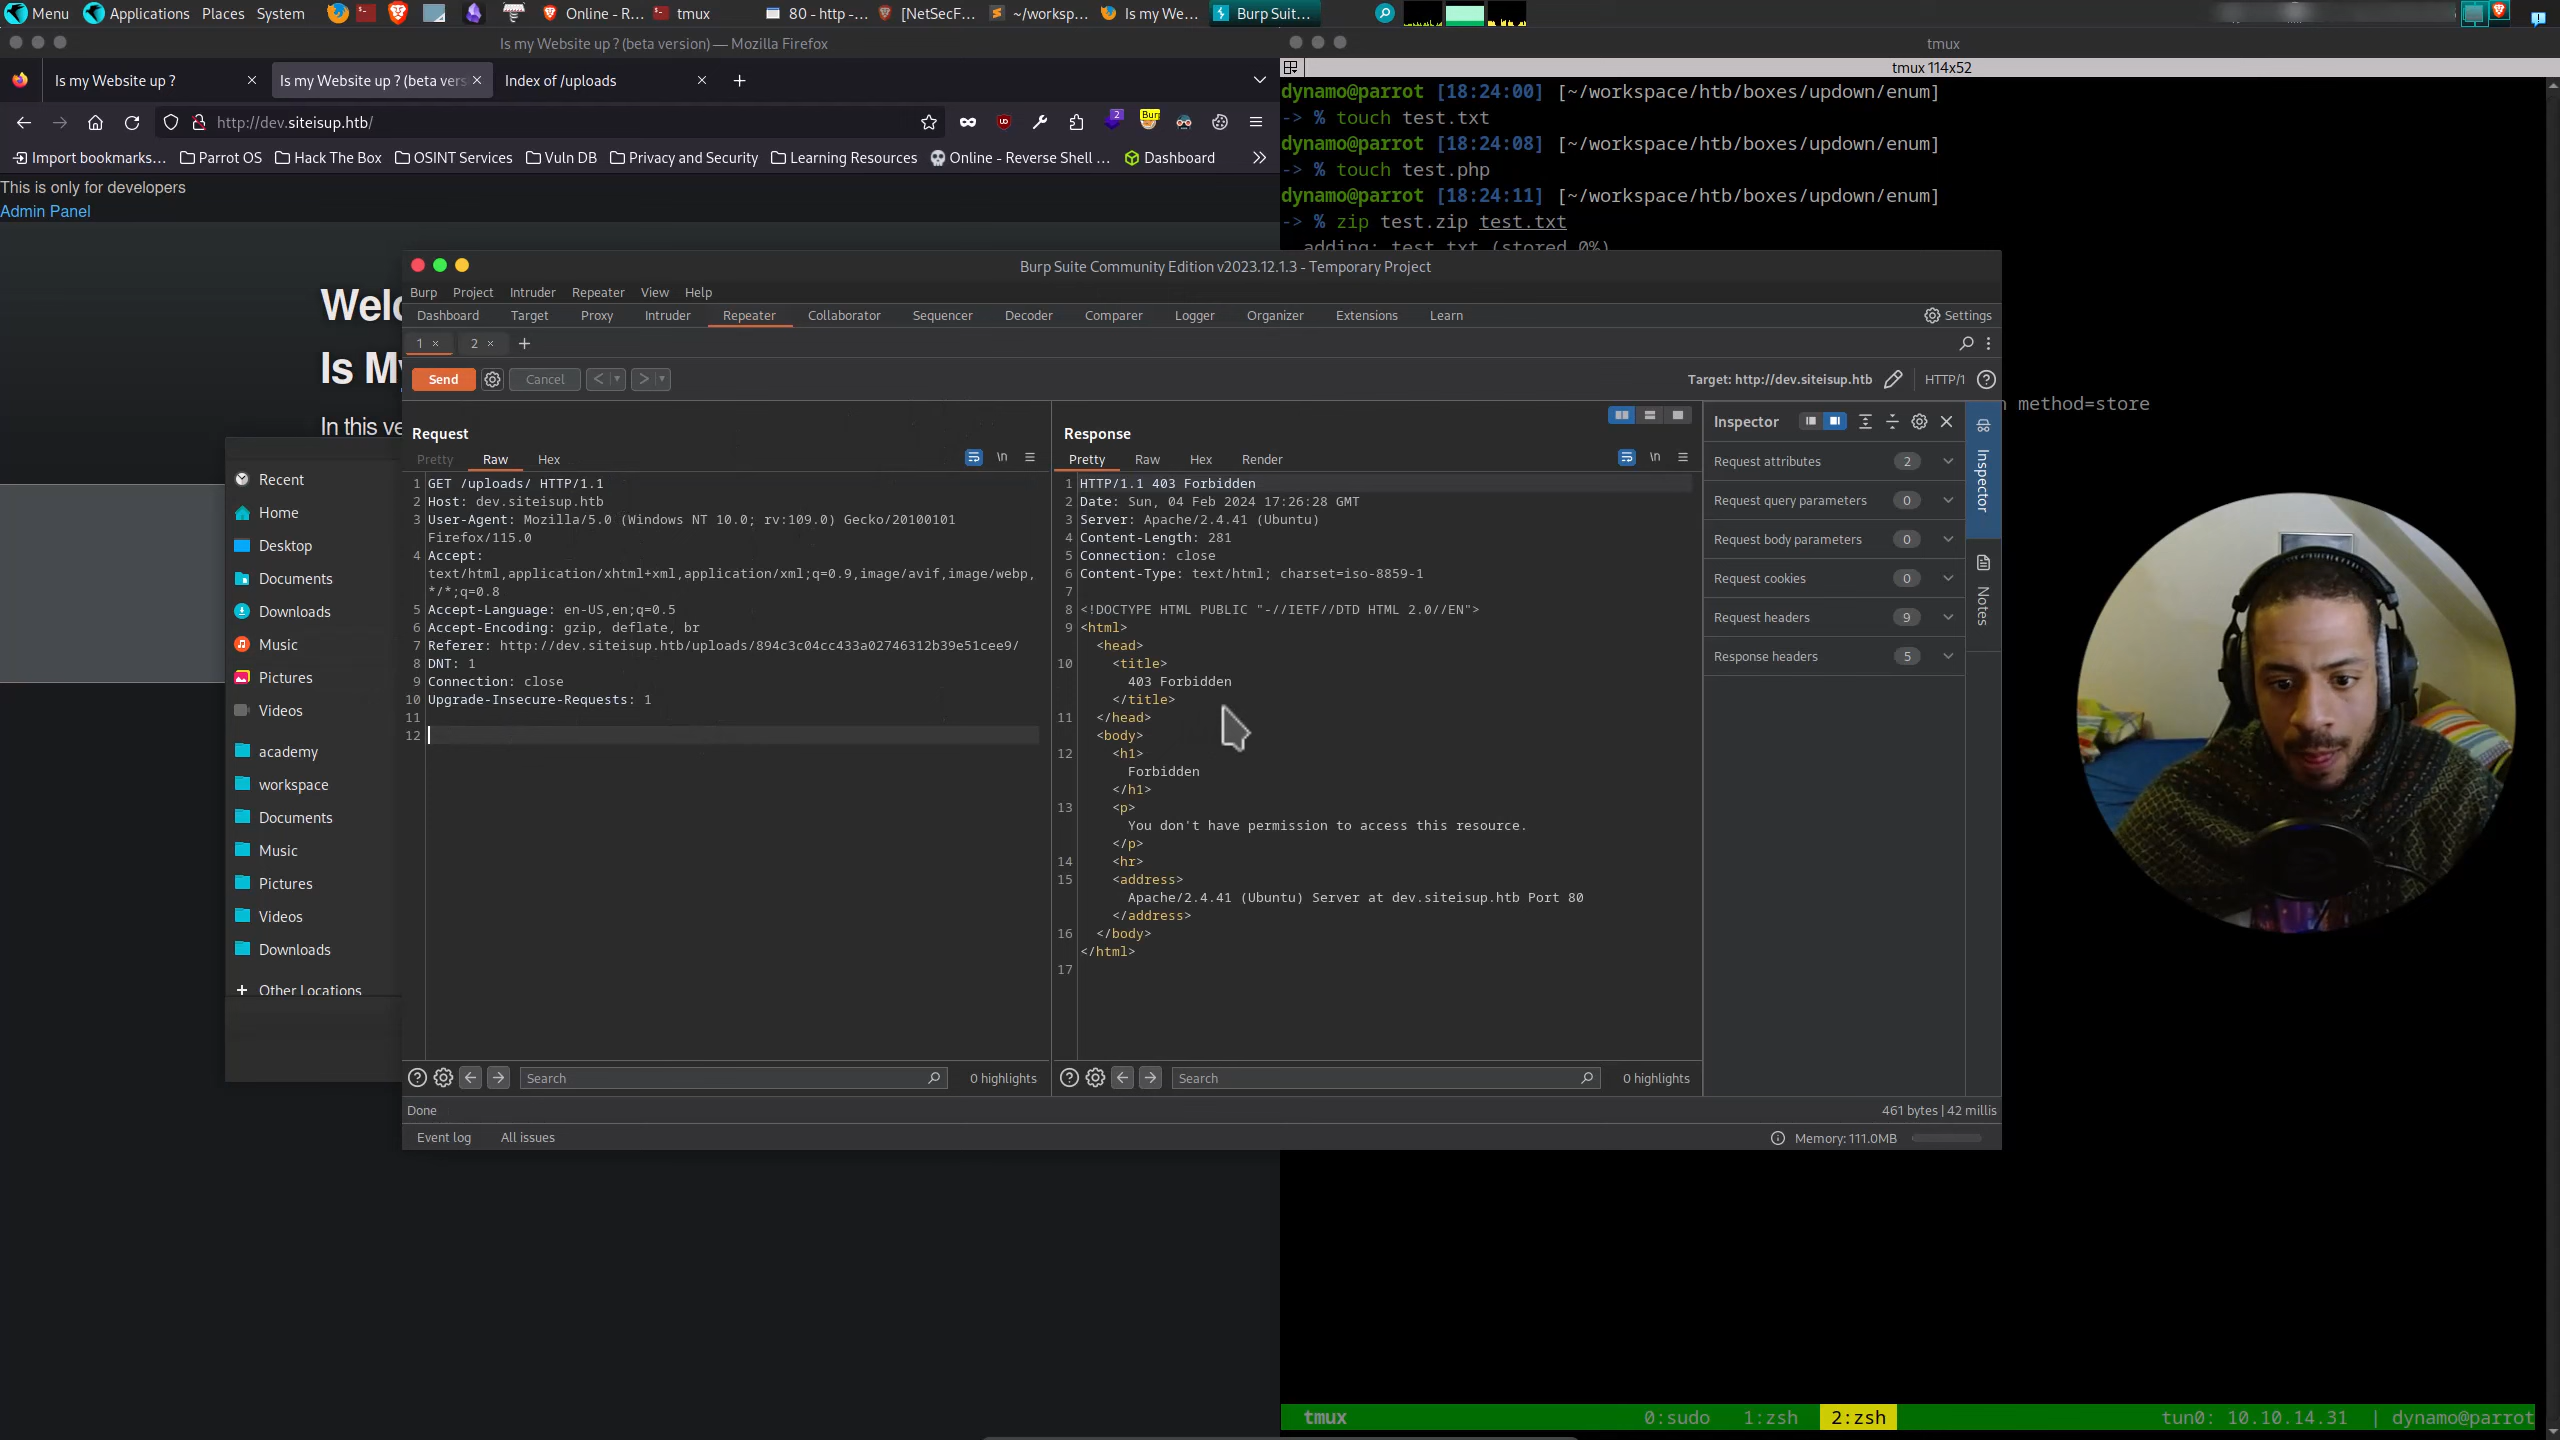 Menu Applications Places System Online - R... tmux 80 - http -... [NetSecF... ~/worksp... Is my We... Burp Suit...
Is my Website up ? (beta version) — Mozilla Firefox
Is my Website up ? Is my Website up ? (beta vers Index of /uploads
http://dev.siteisup.htb/ 2 Burp
Import bookmarks... Parrot OS Hack The Box OSINT Services Vuln DB Privacy and Security Learning Resources Online - Reverse Shell ... Dashboard
This is only for developers
Admin Panel
Welc
Is My
In this ve
Recent
Home
Desktop
Documents
Downloads
Music
Pictures
Videos
academy
workspace
Documents
Music
Pictures
Videos
Downloads
Other Locations
tmux
tmux 114x52
dynamo@parrot [18:24:00] [~/workspace/htb/boxes/updown/enum]
-> % touch test.txt
dynamo@parrot [18:24:08] [~/workspace/htb/boxes/updown/enum]
-> % touch test.php
dynamo@parrot [18:24:11] [~/workspace/htb/boxes/updown/enum]
-> % zip test.zip test.txt
adding: test.txt (stored 0%)
n method=store
Burp Suite Community Edition v2023.12.1.3 - Temporary Project
Burp Project Intruder Repeater View Help
Dashboard Target Proxy Intruder Repeater Collaborator Sequencer Decoder Comparer Logger Organizer Extensions Learn Settings
1 × 2 × +
Send Cancel < > Target: http://dev.siteisup.htb HTTP/1
Request
Pretty Raw Hex \n
1 GET /uploads/ HTTP/1.1
2 Host: dev.siteisup.htb
3 User-Agent: Mozilla/5.0 (Windows NT 10.0; rv:109.0) Gecko/20100101
Firefox/115.0
4 Accept:
text/html,application/xhtml+xml,application/xml;q=0.9,image/avif,image/webp,
*/*;q=0.8
5 Accept-Language: en-US,en;q=0.5
6 Accept-Encoding: gzip, deflate, br
7 Referer: http://dev.siteisup.htb/uploads/894c3c04cc433a02746312b39e51cee9/
8 DNT: 1
9 Connection: close
10 Upgrade-Insecure-Requests: 1
11
12
Search 0 highlights
Response
Pretty Raw Hex Render \n
1 HTTP/1.1 403 Forbidden
2 Date: Sun, 04 Feb 2024 17:26:28 GMT
3 Server: Apache/2.4.41 (Ubuntu)
4 Content-Length: 281
5 Connection: close
6 Content-Type: text/html; charset=iso-8859-1
7
8 <!DOCTYPE HTML PUBLIC "-//IETF//DTD HTML 2.0//EN">
9 <html>
<head>
10 <title>
403 Forbidden
</title>
11 </head>
<body>
12 <h1>
Forbidden
</h1>
13 <p>
You don't have permission to access this resource.
</p>
14 <hr>
15 <address>
Apache/2.4.41 (Ubuntu) Server at dev.siteisup.htb Port 80
</address>
16 </body>
</html>
17
Search 0 highlights
Inspector
Request attributes 2
Request query parameters 0
Request body parameters 0
Request cookies 0
Request headers 9
Response headers 5
Inspector
Notes
Done 461 bytes | 42 millis
Event log All issues Memory: 111.0MB
tmux 0:sudo 1:zsh 2:zsh tun0: 10.10.14.31 | dynamo@parrot